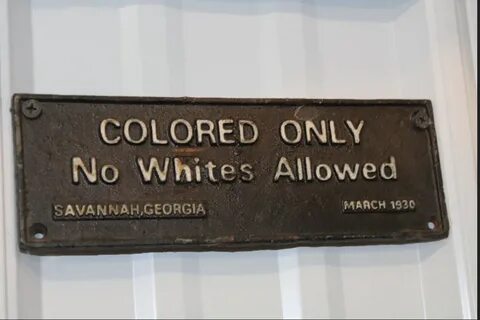 COLORED ONLY
No Whites Allowed
SAVANNAH, GEORGIA MARCH 1930